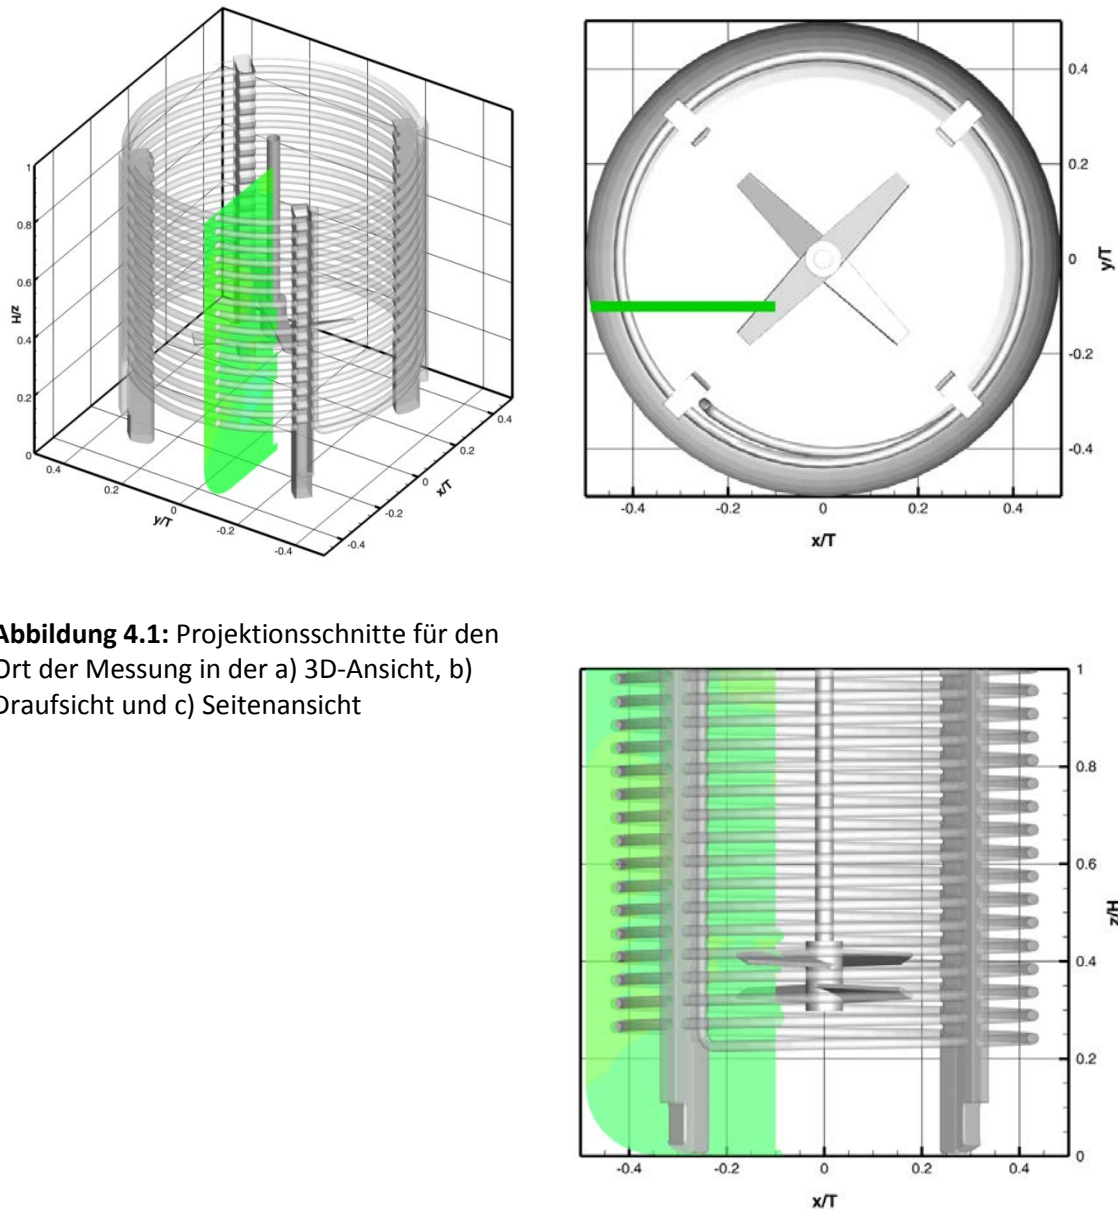 1
0.8
0.6
0.4
0.2
0
z/H
0.4
0.2
0
-0.2
-0.4
y/T
-0.4
-0.2
0
0.2
0.4
x/T
0.4
0.2
0
-0.2
-0.4
y/T
-0.4 -0.2 0 0.2 0.4
x/T
Abbildung 4.1: Projektionsschnitte für den
Ort der Messung in der a) 3D-Ansicht, b)
Draufsicht und c) Seitenansicht
1
0.8
0.6
0.4
0.2
0
z/H
-0.4 -0.2 0 0.2 0.4
x/T